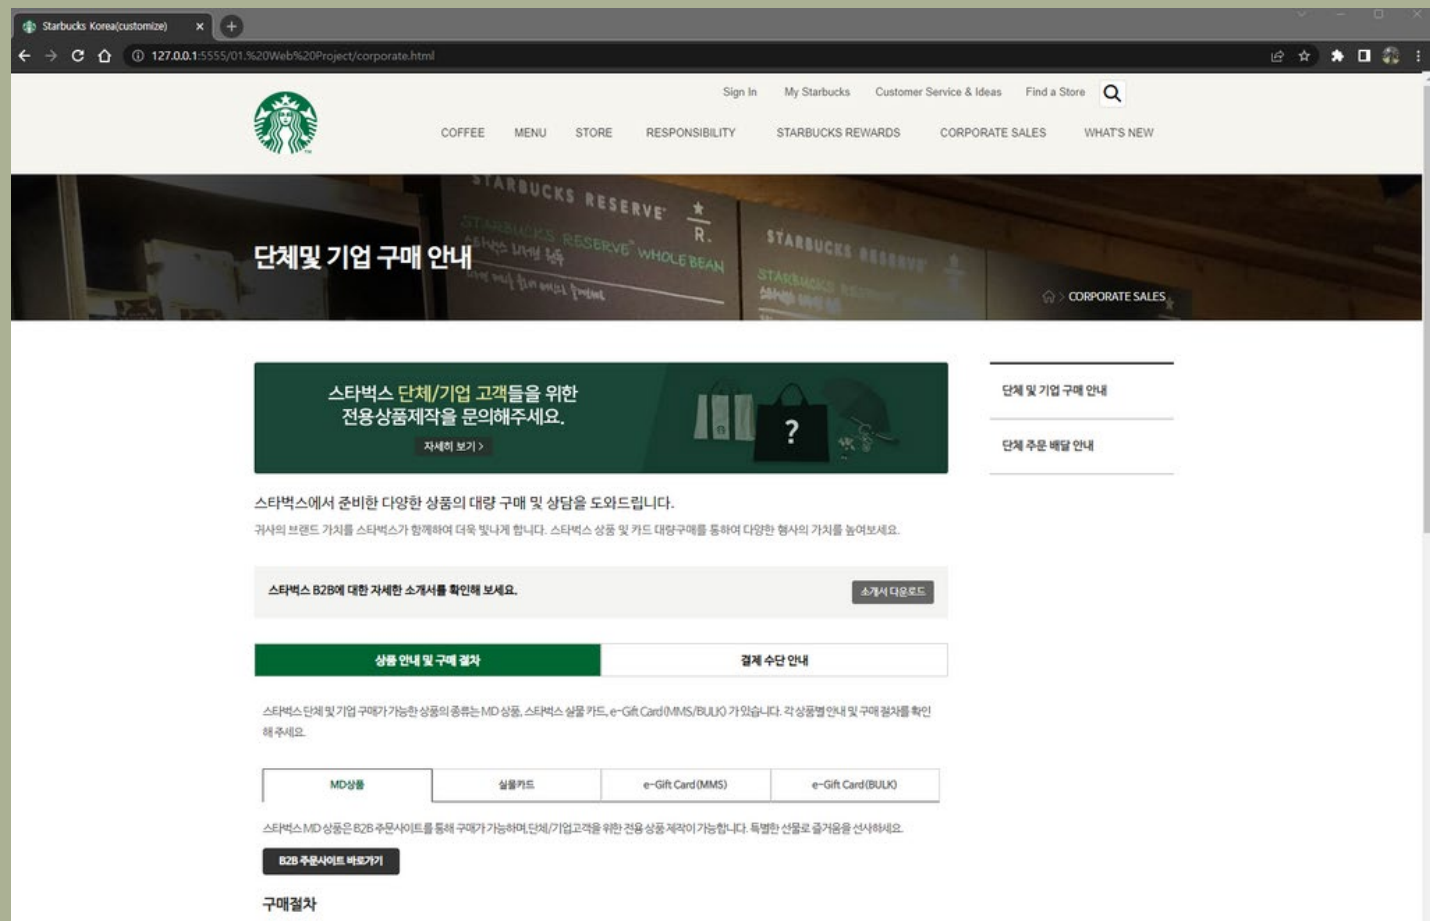 Starbucks Korea(customize)
127.0.0.1:5555/01.%20Web%20Project/corporate.html
Sign In My Starbucks Customer Service & Ideas Find a Store
COFFEE MENU STORE RESPONSIBILITY STARBUCKS REWARDS CORPORATE SALES WHAT'S NEW
STARBUCKS RESERVE
R.
STARBUCKS RESERVE WHOLE BEAN
STARBUCKS RESERVE
STARBUCKS
단체및 기업 구매 안내
> CORPORATE SALES
스타벅스 단체/기업 고객들을 위한
전용상품제작을 문의해주세요.
자세히 보기 >
?
단체 및 기업 구매 안내
단체 주문 배달 안내
스타벅스에서 준비한 다양한 상품의 대량 구매 및 상담을 도와드립니다.
귀사의 브랜드 가치를 스타벅스가 함께하여 더욱 빛나게 합니다. 스타벅스 상품 및 카드 대량구매를 통하여 다양한 행사의 가치를 높여보세요.
스타벅스 B2B에 대한 자세한 소개서를 확인해 보세요.
소개서 다운로드
상품 안내 및 구매 절차 결제 수단 안내
스타벅스 단체 및 기업 구매가 가능한 상품의 종류는 MD 상품, 스타벅스 실물 카드, e-Gift Card (MMS/BULK) 가 있습니다. 각 상품별 안내 및 구매 절차를 확인
해 주세요.
MD상품 실물카드 e-Gift Card (MMS) e-Gift Card (BULK)
스타벅스 MD 상품은 B2B 주문사이트를 통해 구매가 가능하며,단체/기업고객을 위한 전용 상품 제작이 가능합니다. 특별한 선물로 즐거움을 선사하세요.
B2B 주문사이트 바로가기
구매절차